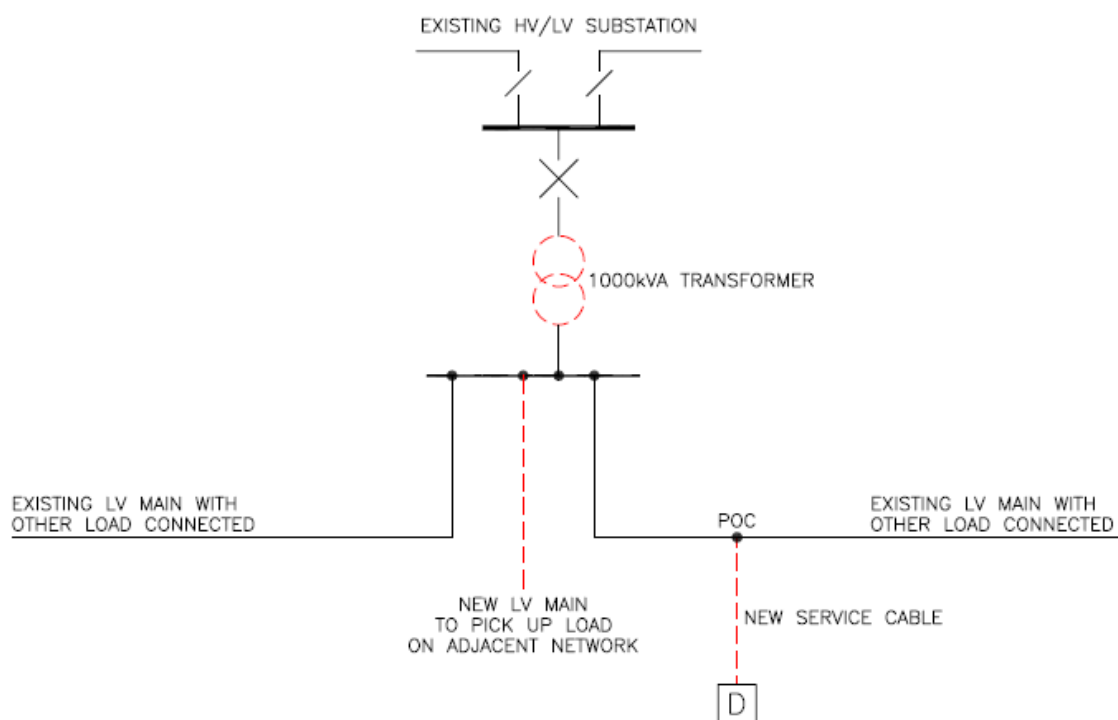 EXISTING HV/LV SUBSTATION
1000kVA TRANSFORMER
EXISTING LV MAIN WITH
OTHER LOAD CONNECTED
POC
EXISTING LV MAIN WITH
OTHER LOAD CONNECTED
NEW LV MAIN
TO PICK UP LOAD
ON ADJACENT NETWORK
NEW SERVICE CABLE
D